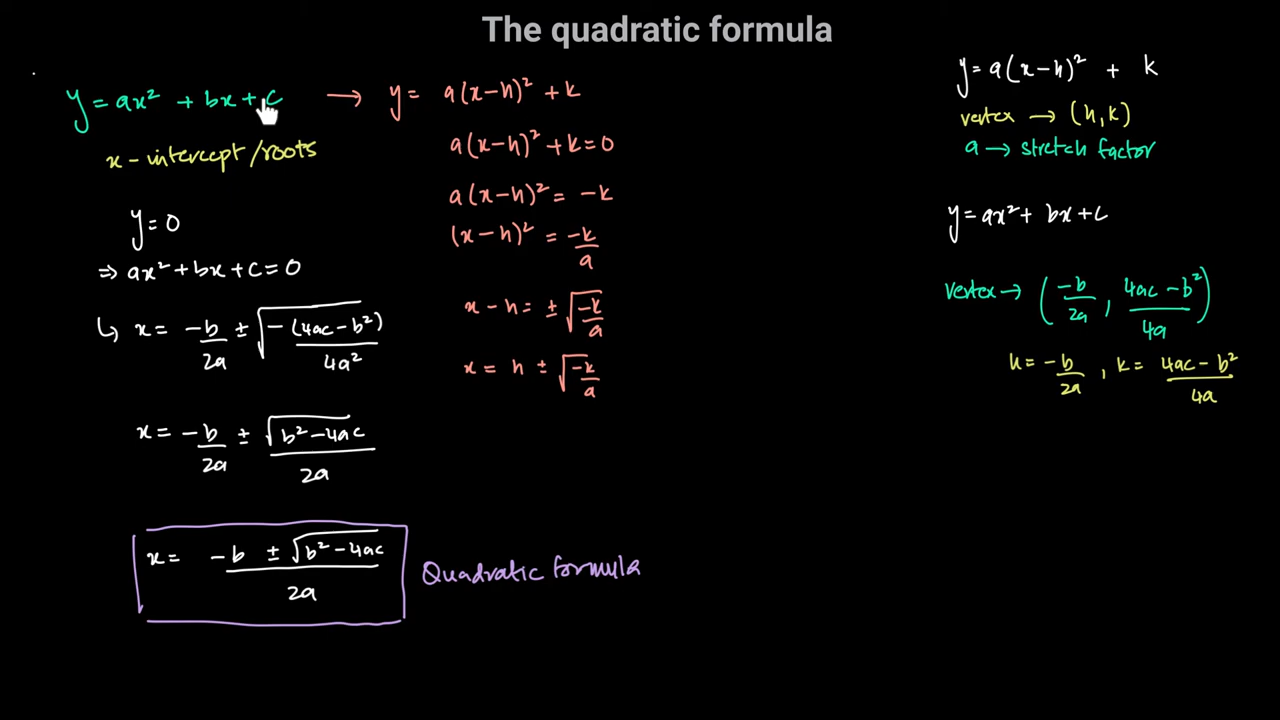 The quadratic formula
y = ax² + bx + c → y = a(x-h)² + k
x-intercept/roots
a(x-h)² + k = 0
y = 0
a(x-h)² = -k
⇒ ax² + bx + c = 0
(x-h)² = -k/a
↳ x = -b/2a ± √(-(4ac-b²)/4a²)
x-h = ± √(-k/a)
x = h ± √(-k/a)
x = -b/2a ± √(b²-4ac)/2a
x = (-b ± √(b²-4ac))/2a Quadratic formula
y = a(x-h)² + k
vertex → (h,k)
a → stretch factor
y = ax² + bx + c
vertex → (-b/2a, (4ac-b²)/4a)
h = -b/2a, k = (4ac-b²)/4a